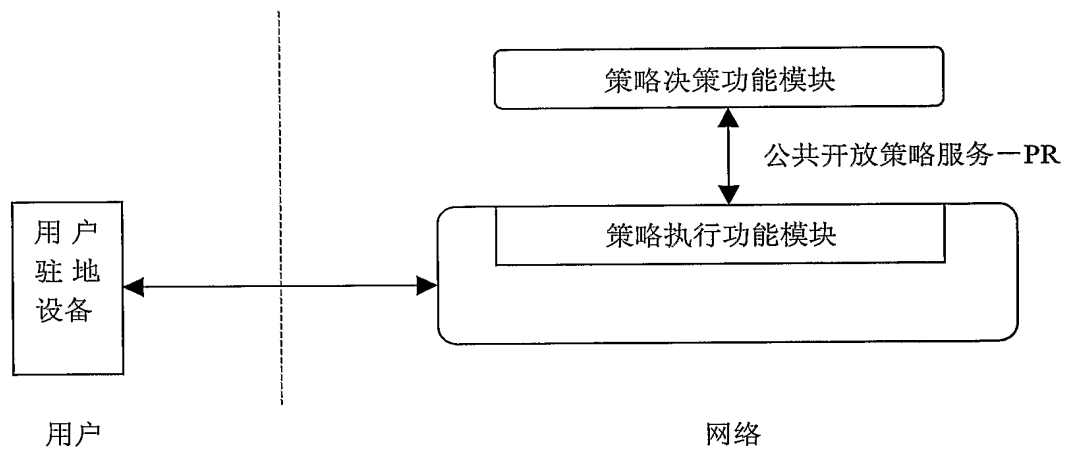 策略决策功能模块
公共开放策略服务－PR
策略执行功能模块
用户
驻地
设备
用户
网络